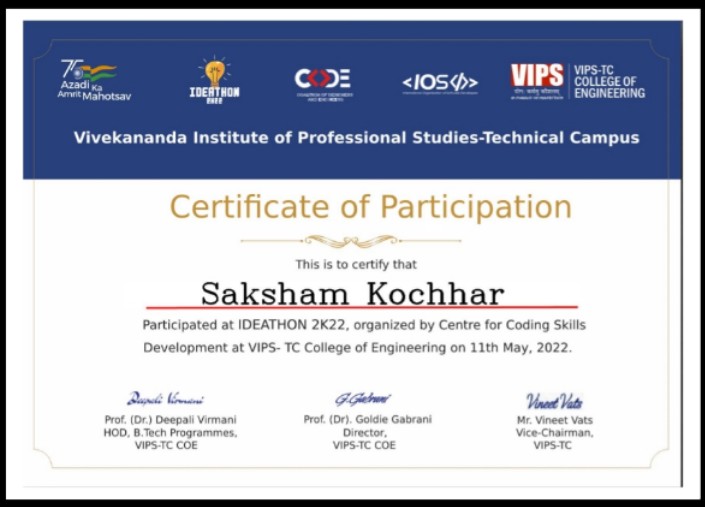 75
Azadi Ka
Amrit Mahotsav
IDEATHON
2K22
CODE
<IOS</>>
VIPS
VIPS-TC
COLLEGE OF
ENGINEERING
Vivekananda Institute of Professional Studies-Technical Campus
Certificate of Participation
This is to certify that
Saksham Kochhar
Participated at IDEATHON 2K22, organized by Centre for Coding Skills
Development at VIPS- TC College of Engineering on 11th May, 2022.
Deepali Virmani
G.Gabrani
Vineet Vats
Prof. (Dr.) Deepali Virmani
HOD, B.Tech Programmes,
VIPS-TC COE
Prof. (Dr). Goldie Gabrani
Director,
VIPS-TC COE
Mr. Vineet Vats
Vice-Chairman,
VIPS-TC